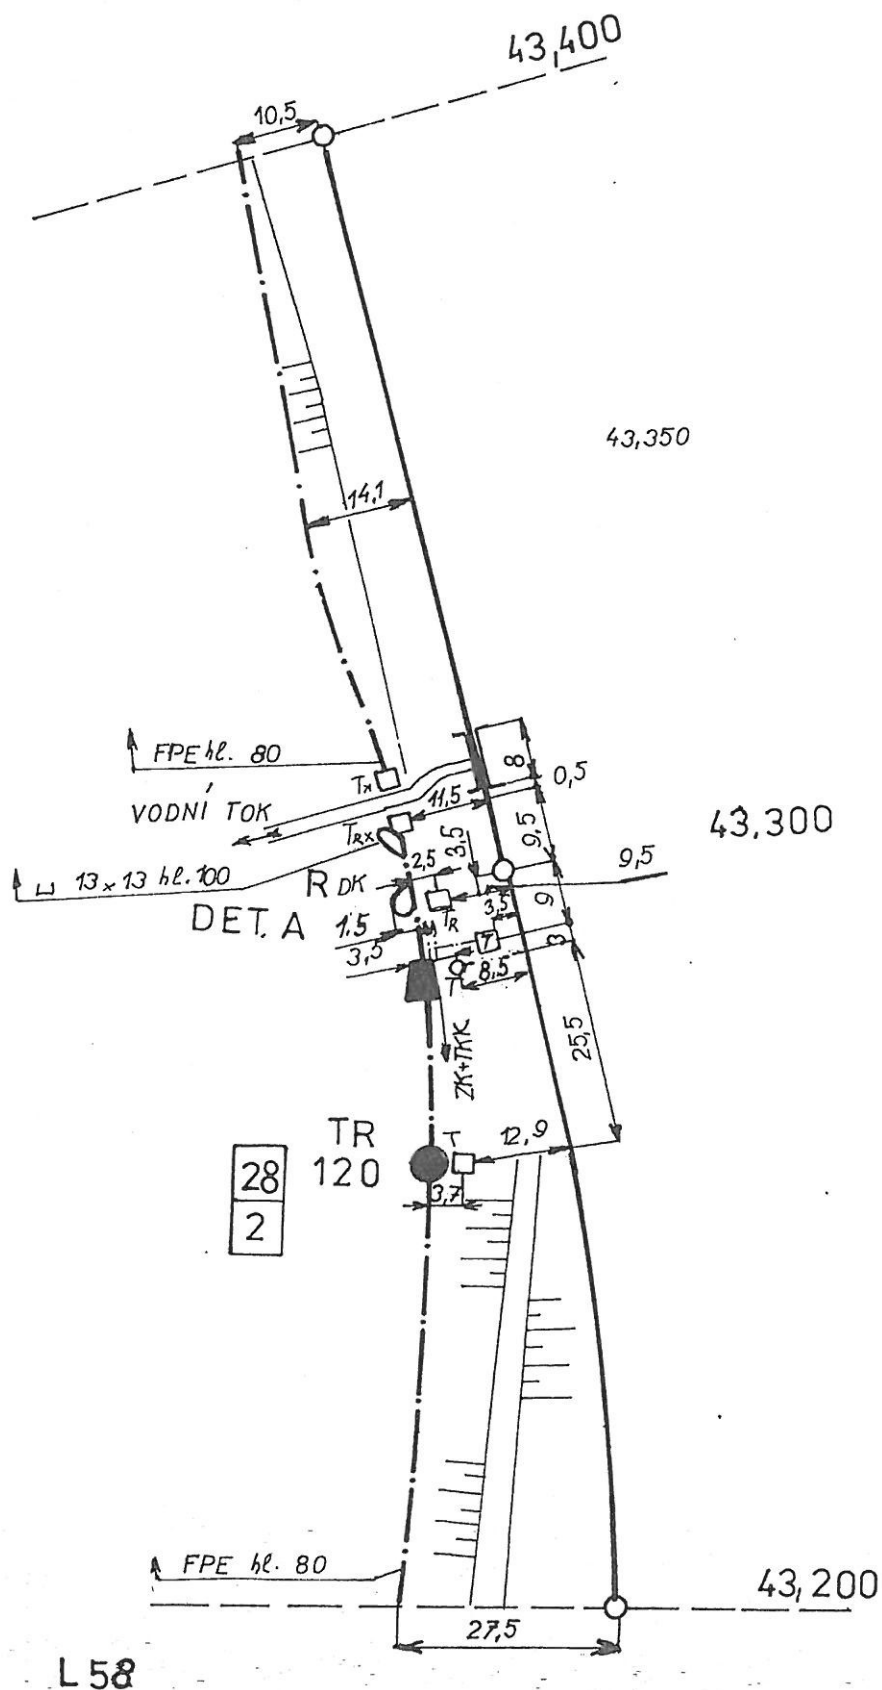 43,400
10,5
43,350
14,1
FPE hl. 80
8
0,5
VODNÍ TOK
TX
11,5
43,300
TRX
3,5
9,5
2,5
9,5
⊔ 13×13 hl. 100
R DK
TR
9
DET. A
1.5
3,5
T
3
3,5
T
8,5
25,5
ZK+TKK
TR
120
T
12,9
28
2
3,7
FPE hl. 80
43,200
27,5
L 58